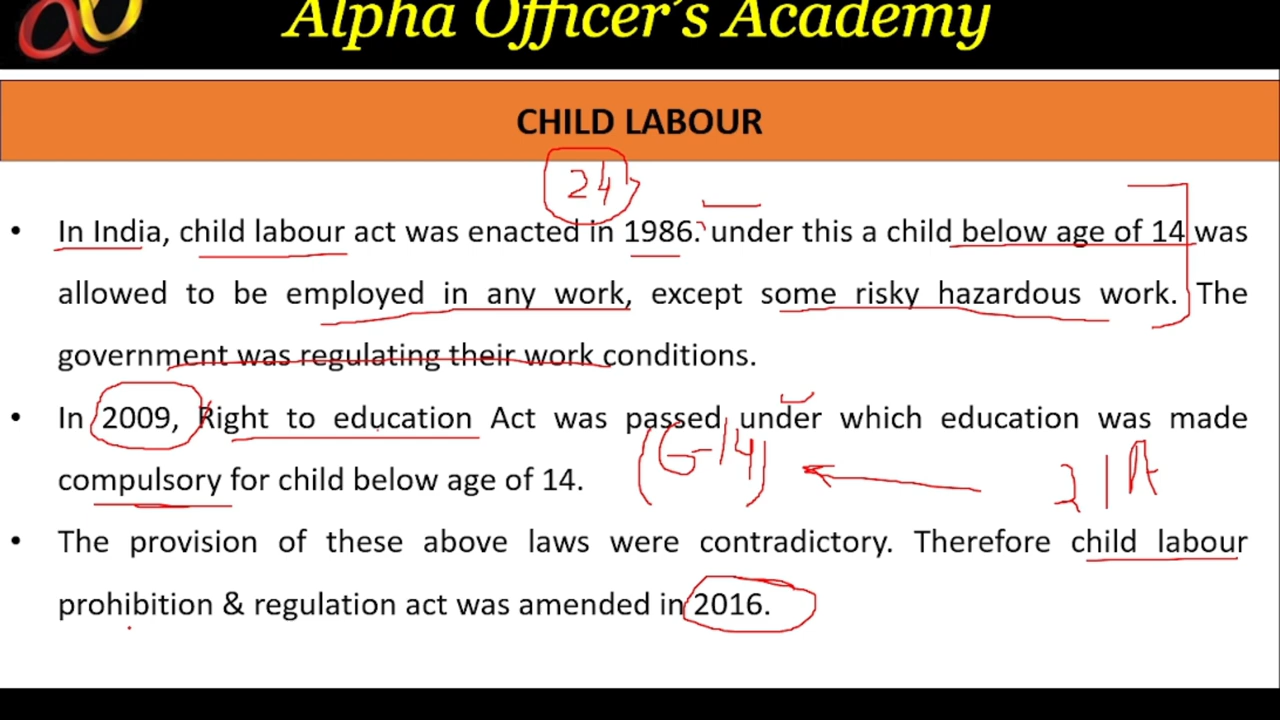 Alpha Officer's Academy
CHILD LABOUR
24
• In India, child labour act was enacted in 1986. under this a child below age of 14 was
allowed to be employed in any work, except some risky hazardous work. The
government was regulating their work conditions.
• In 2009, Right to education Act was passed under which education was made
compulsory for child below age of 14. (6-14) 21A
• The provision of these above laws were contradictory. Therefore child labour
prohibition & regulation act was amended in 2016.